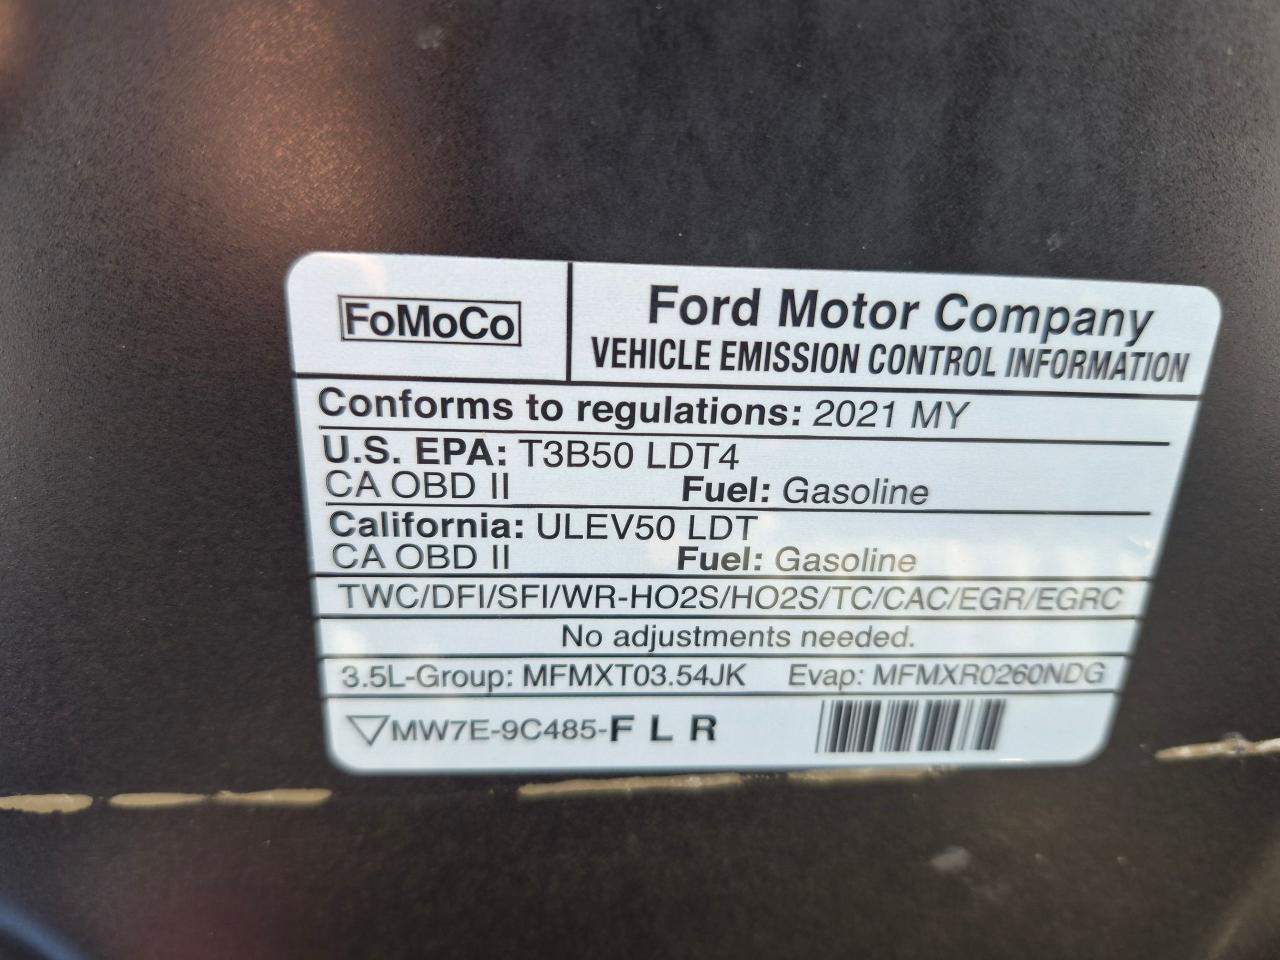 FoMoCo
Ford Motor Company
VEHICLE EMISSION CONTROL INFORMATION
Conforms to regulations: 2021 MY
U.S. EPA: T3B50 LDT4
CA OBD II Fuel: Gasoline
California: ULEV50 LDT
CA OBD II Fuel: Gasoline
TWC/DFI/SFI/WR-HO2S/HO2S/TC/CAC/EGR/EGRC
No adjustments needed.
3.5L-Group: MFMXT03.54JK Evap: MFMXR0260NDG
▽MW7E-9C485-F L R